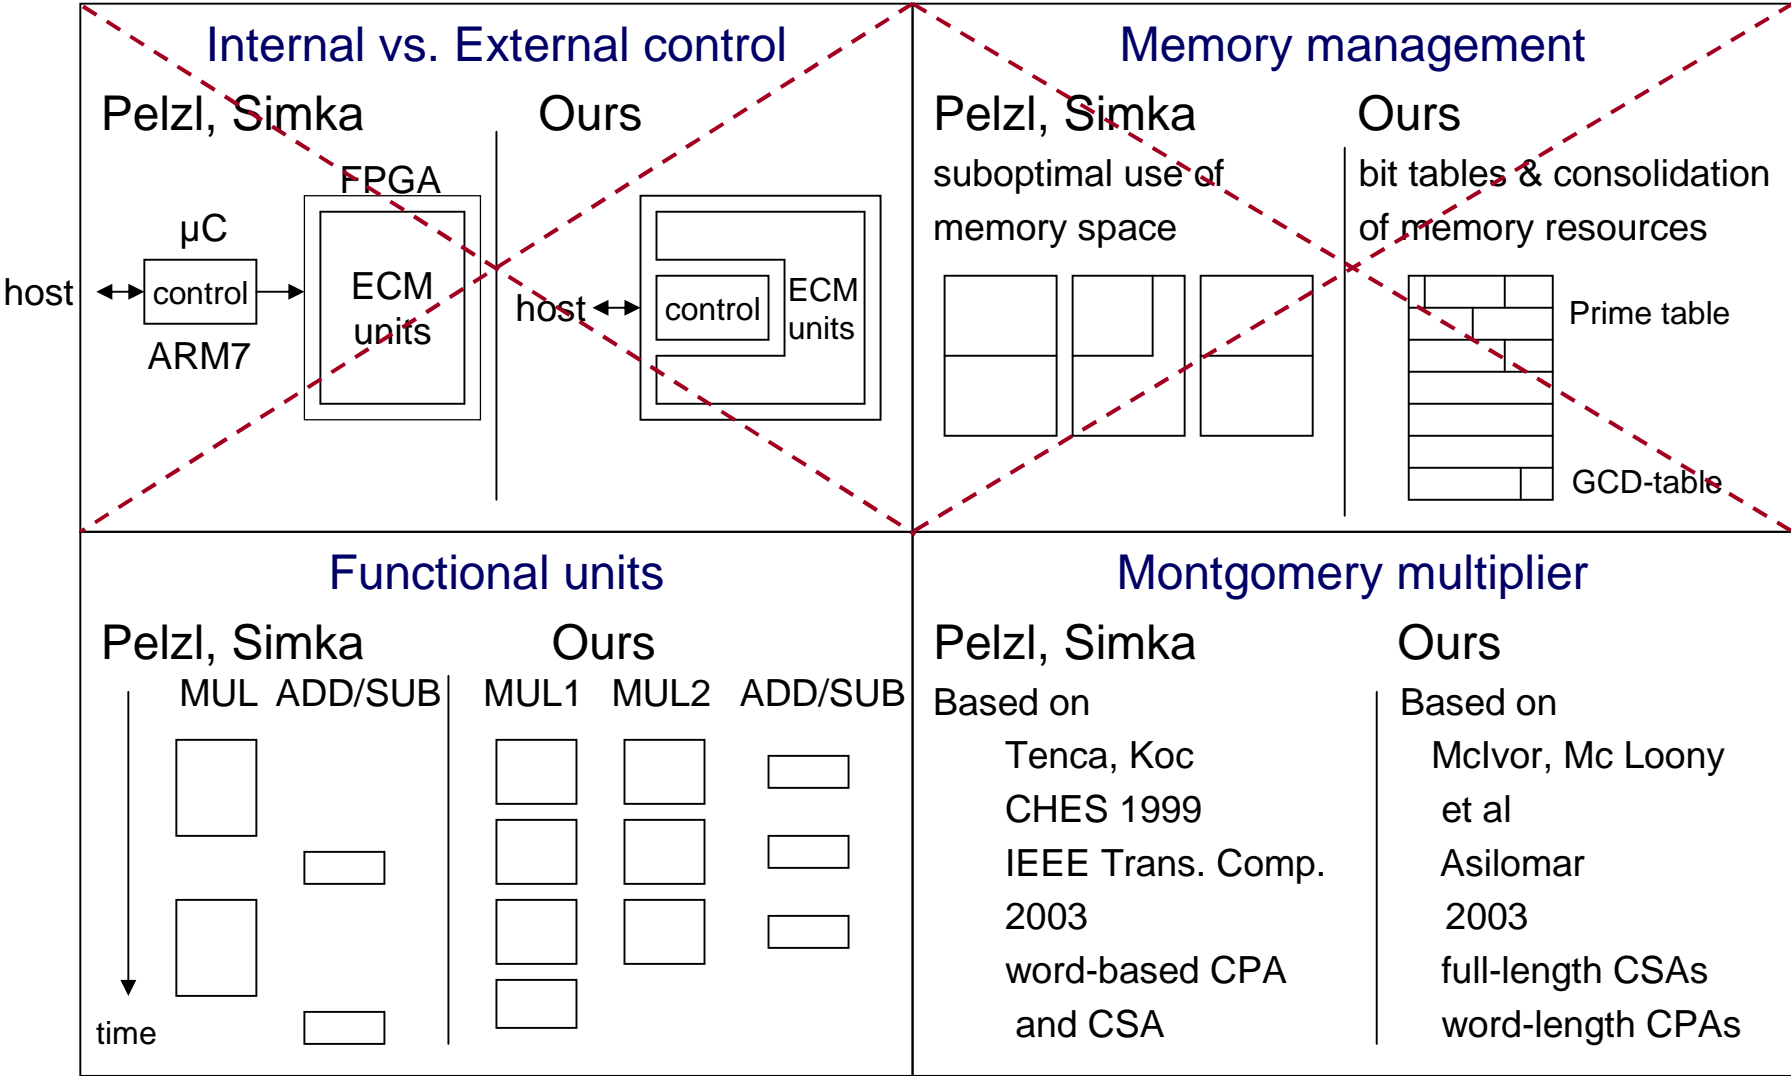 Internal vs. External control
Pelzl, Simka
Ours
FPGA
µC
host
control
ARM7
ECM
units
host
control
ECM
units
Memory management
Pelzl, Simka
Ours
suboptimal use of
memory space
bit tables & consolidation
of memory resources
Prime table
GCD-table
Functional units
Pelzl, Simka
Ours
MUL ADD/SUB
MUL1 MUL2 ADD/SUB
time
Montgomery multiplier
Pelzl, Simka
Based on
Tenca, Koc
CHES 1999
IEEE Trans. Comp.
2003
word-based CPA
and CSA
Ours
Based on
McIvor, Mc Loony
et al
Asilomar
2003
full-length CSAs
word-length CPAs